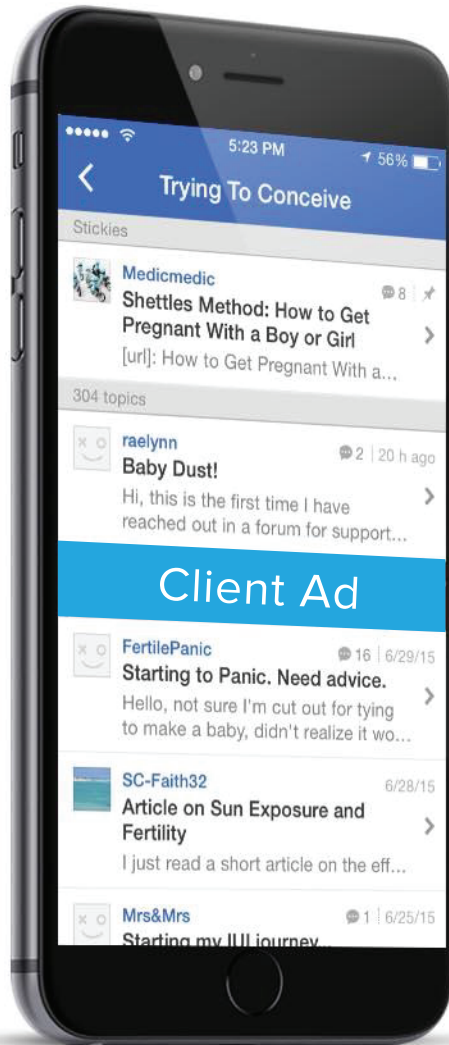 5:23 PM
56%
Trying To Conceive
Stickies
Medicmedic
8
Shettles Method: How to Get
Pregnant With a Boy or Girl
[url]: How to Get Pregnant With a...
304 topics
raelynn
2 | 20 h ago
Baby Dust!
Hi, this is the first time I have
reached out in a forum for support...
Client Ad
FertilePanic
16 | 6/29/15
Starting to Panic. Need advice.
Hello, not sure I'm cut out for tying
to make a baby, didn't realize it wo...
SC-Faith32
6/28/15
Article on Sun Exposure and
Fertility
I just read a short article on the eff...
Mrs&Mrs
1 | 6/25/15
Starting my IUI journey...